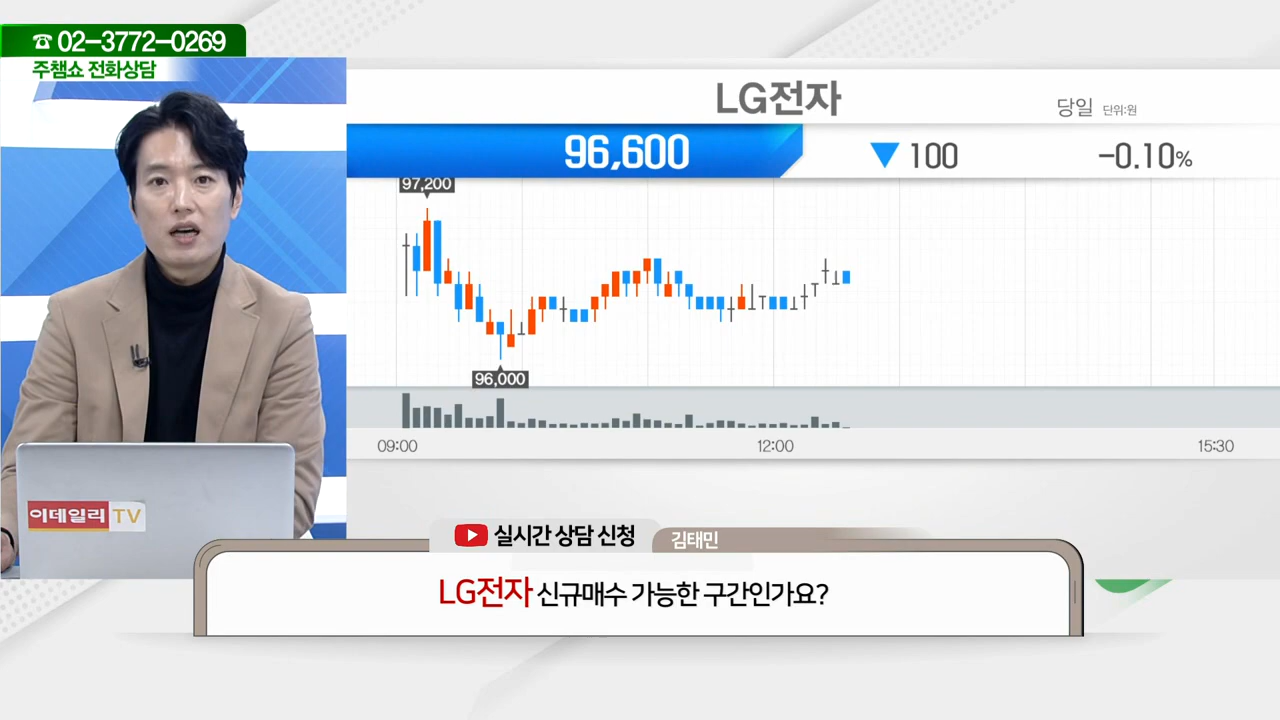 ☎ 02-3772-0269
주챔쇼 전화상담
LG전자
당일 단위:원
96,600 ▼ 100 -0.10%
97,200
96,000
09:00 12:00 15:30
이데일리 TV
실시간 상담 신청 김태민
LG전자 신규매수 가능한 구간인가요?